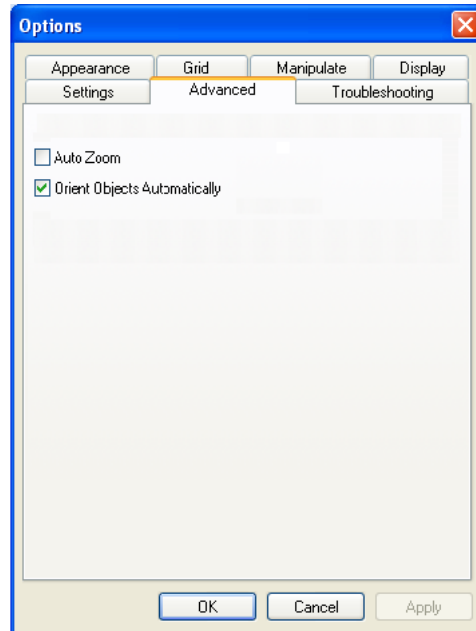 Options
Appearance Grid Manipulate Display
Settings Advanced Troubleshooting
Auto Zoom
Orient Objects Automatically
OK Cancel Apply